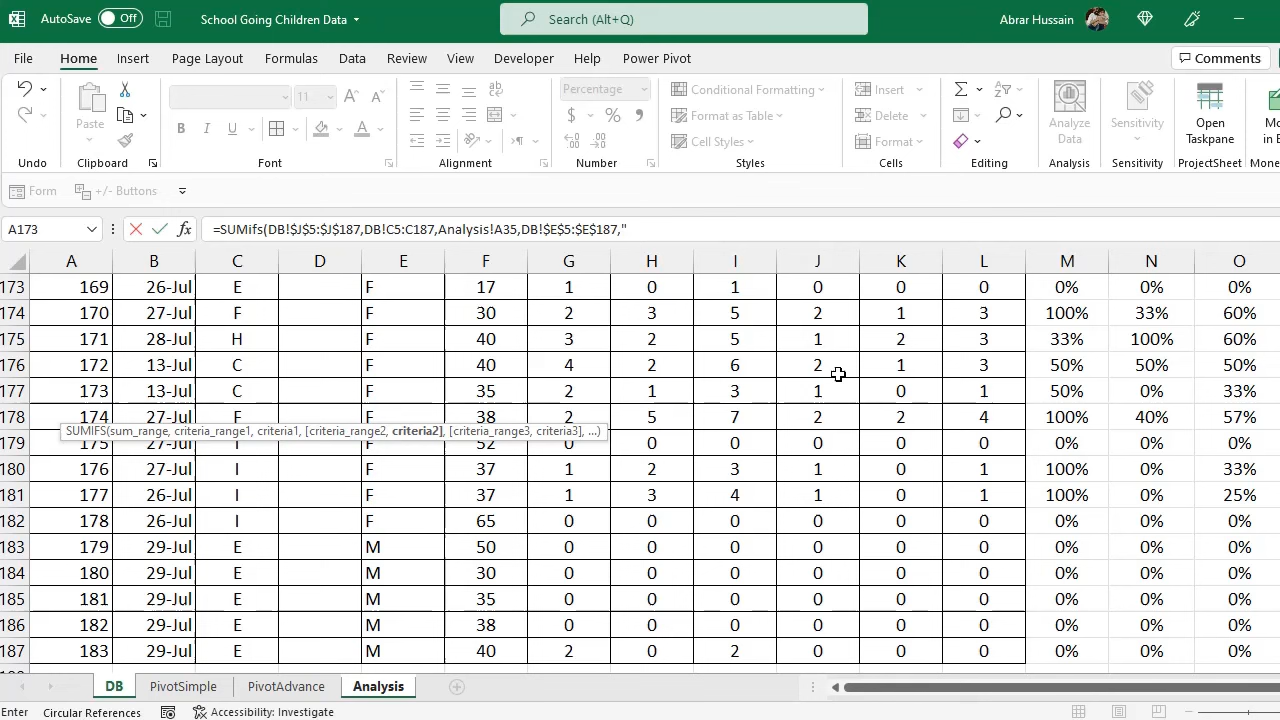 AutoSave Off School Going Children Data Search (Alt+Q) Abrar Hussain
File Home Insert Page Layout Formulas Data Review View Developer Help Power Pivot Comments
Paste 11 B I U A A A ab Percentage $ % 9 Conditional Formatting Format as Table Cell Styles Insert Delete Format Analyze Data Sensitivity Open Taskpane
Undo Clipboard Font Alignment Number Styles Cells Editing Analysis Sensitivity ProjectSheet
Form +/- Buttons
A173 fx =SUMifs(DB!$J$5:$J$187,DB!C5:C187,Analysis!A35,DB!$E$5:$E$187,"
A B C D E F G H I J K L M N O
173 169 26-Jul E F 17 1 0 1 0 0 0 0% 0% 0%
174 170 27-Jul F F 30 2 3 5 2 1 3 100% 33% 60%
175 171 28-Jul H F 40 3 2 5 1 2 3 33% 100% 60%
176 172 13-Jul C F 40 4 2 6 2 1 3 50% 50% 50%
177 173 13-Jul C F 35 2 1 3 1 0 1 50% 0% 33%
178 174 27-Jul F F 38 2 5 7 2 2 4 100% 40% 57%
SUMIFS(sum_range, criteria_range1, criteria1, [criteria_range2, criteria2], [criteria_range3, criteria3], ...)
179 175 27-Jul I F 52 0 0 0 0 0 0 0% 0% 0%
180 176 27-Jul I F 37 1 2 3 1 0 1 100% 0% 33%
181 177 26-Jul I F 37 1 3 4 1 0 1 100% 0% 25%
182 178 26-Jul I F 65 0 0 0 0 0 0 0% 0% 0%
183 179 29-Jul E M 50 0 0 0 0 0 0 0% 0% 0%
184 180 29-Jul E M 30 0 0 0 0 0 0 0% 0% 0%
185 181 29-Jul E M 35 0 0 0 0 0 0 0% 0% 0%
186 182 29-Jul E M 38 0 0 0 0 0 0 0% 0% 0%
187 183 29-Jul E M 40 2 0 2 0 0 0 0% 0% 0%
DB PivotSimple PivotAdvance Analysis
Enter Circular References Accessibility: Investigate